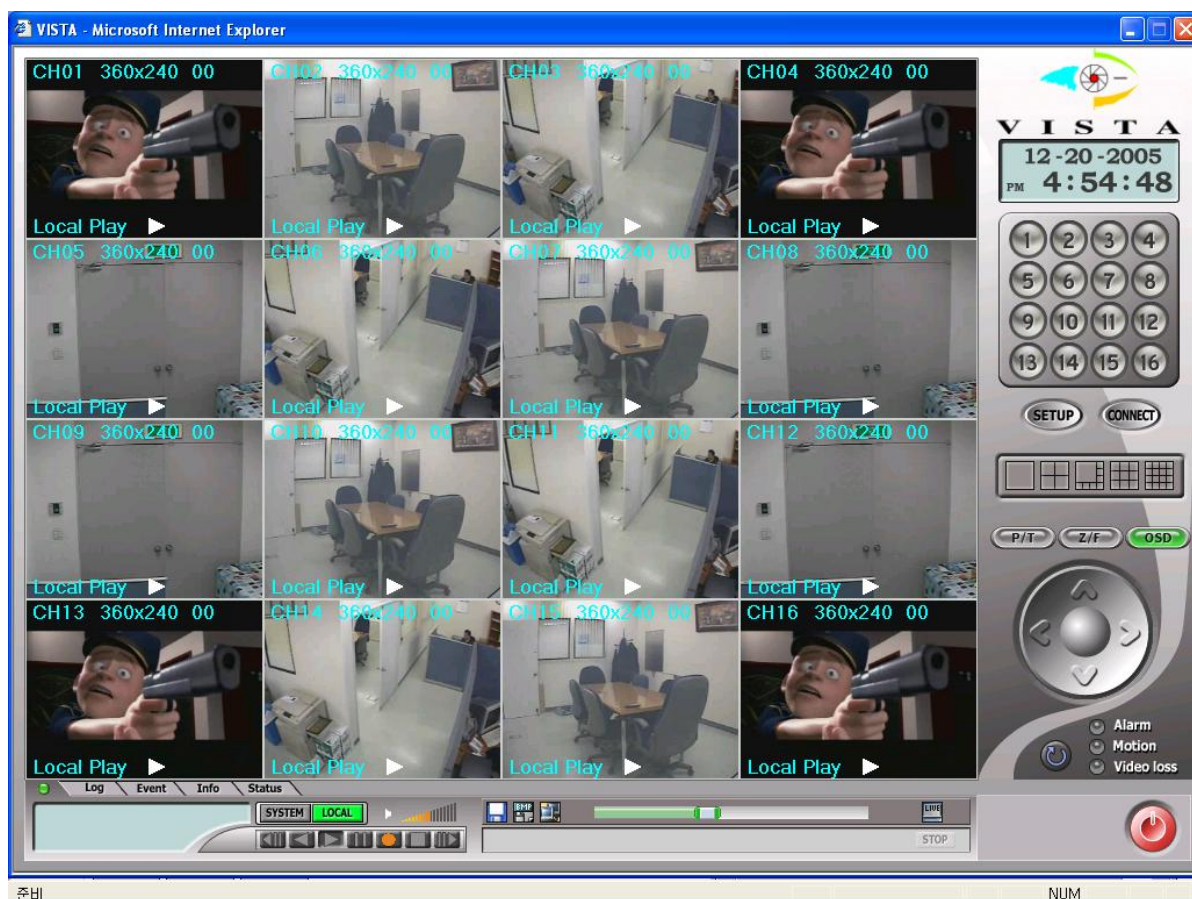 VISTA - Microsoft Internet Explorer
CH01 360x240 00
CH02 360x240 00
CH03 360x240 00
CH04 360x240 00
Local Play
Local Play
Local Play
Local Play
CH05 360x240 00
CH06 360x240 00
CH07 360x240 00
CH08 360x240 00
Local Play
Local Play
Local Play
Local Play
CH09 360x240 00
CH10 360x240 00
CH11 360x240 00
CH12 360x240 00
Local Play
Local Play
Local Play
Local Play
CH13 360x240 00
CH14 360x240 00
CH15 360x240 00
CH16 360x240 00
Local Play
Local Play
Local Play
Local Play
VISTA
12-20-2005
PM 4:54:48
1 2 3 4
5 6 7 8
9 10 11 12
13 14 15 16
SETUP CONNECT
P/T Z/F OSD
Alarm
Motion
Video loss
Log Event Info Status
SYSTEM LOCAL
BMP
LIVE
STOP
준비
NUM